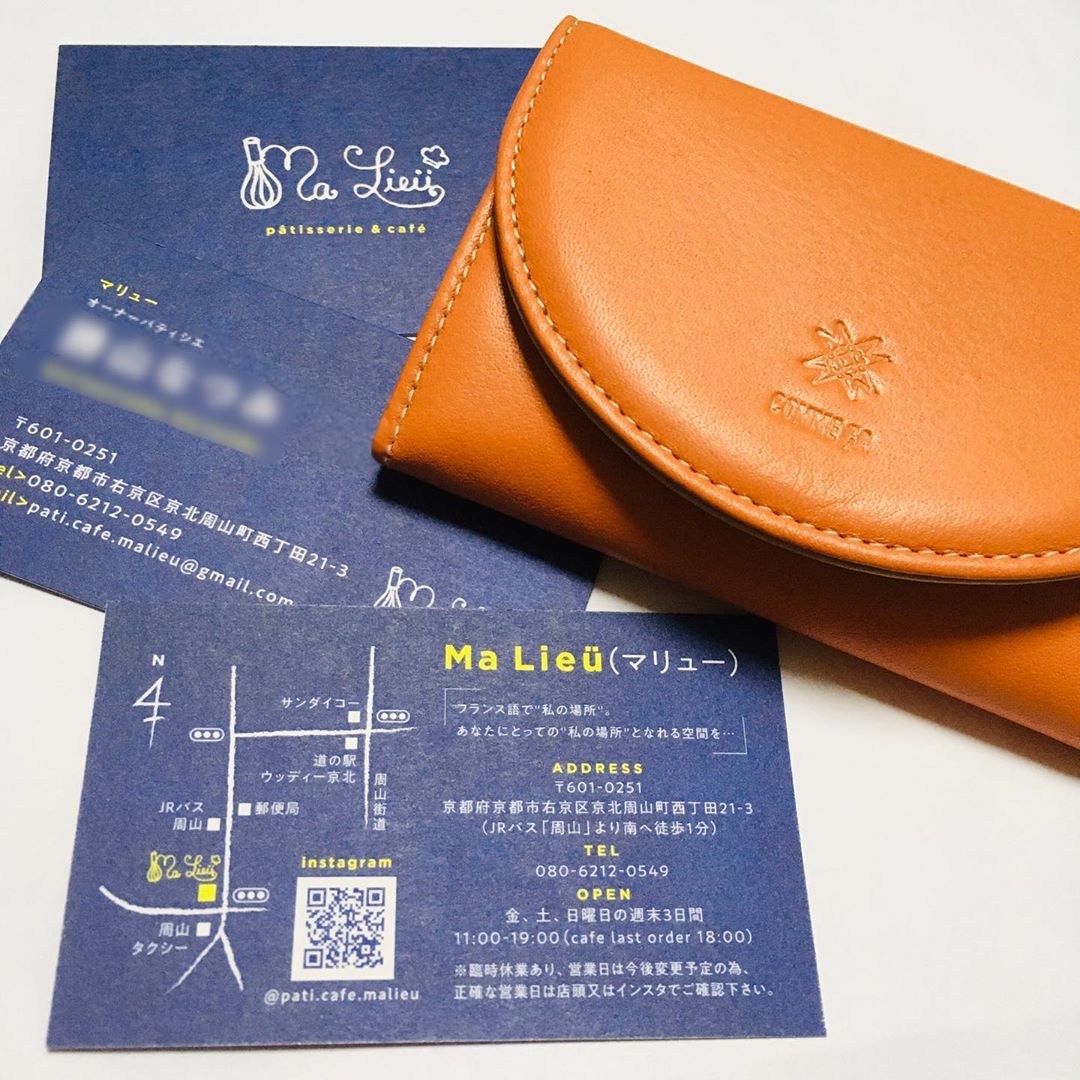 Ma Lieü
pâtisserie & café
マリュー
オーナーパティシエ
〒601-0251
京都府京都市右京区京北周山町西丁田21-3
el>080-6212-0549
il>pati.cafe.malieu@gmail.com
COMME ÇA
Ma Lieü(マリュー)
フランス語で"私の場所"。
あなたにとっての"私の場所"となれる空間を…
ADDRESS
〒601-0251
京都府京都市右京区京北周山町西丁田21-3
(JRバス「周山」より南へ徒歩1分)
TEL
080-6212-0549
OPEN
金、土、日曜日の週末3日間
11:00-19:00(cafe last order 18:00)
※臨時休業あり、営業日は今後変更予定の為、
正確な営業日は店頭又はインスタでご確認下さい。
N
サンダイコー
道の駅
ウッディー京北
周山街道
JRバス
周山
郵便局
Ma Lieü
周山
タクシー
instagram
@pati.cafe.malieu